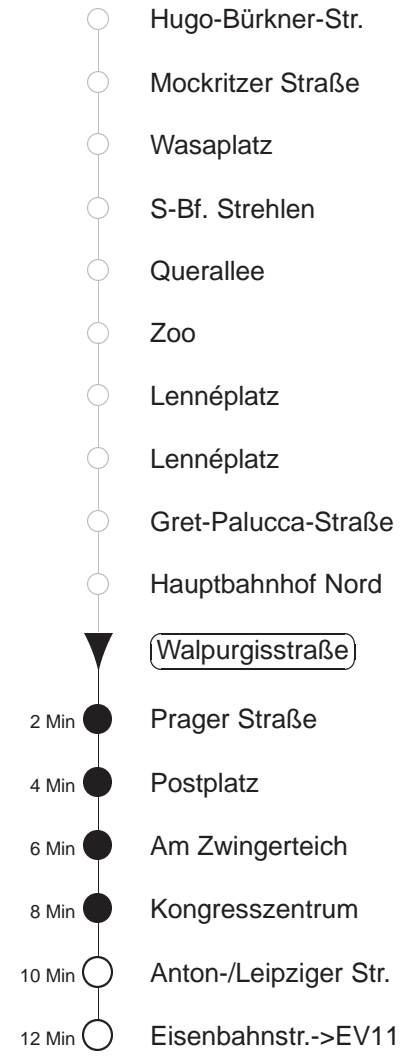 Hugo-Bürkner-Str.
Mockritzer Straße
Wasaplatz
S-Bf. Strehlen
Querallee
Zoo
Lennéplatz
Lennéplatz
Gret-Palucca-Straße
Hauptbahnhof Nord
Walpurgisstraße
2 Min Prager Straße
4 Min Postplatz
6 Min Am Zwingerteich
8 Min Kongresszentrum
10 Min Anton-/Leipziger Str.
12 Min Eisenbahnstr.->EV11